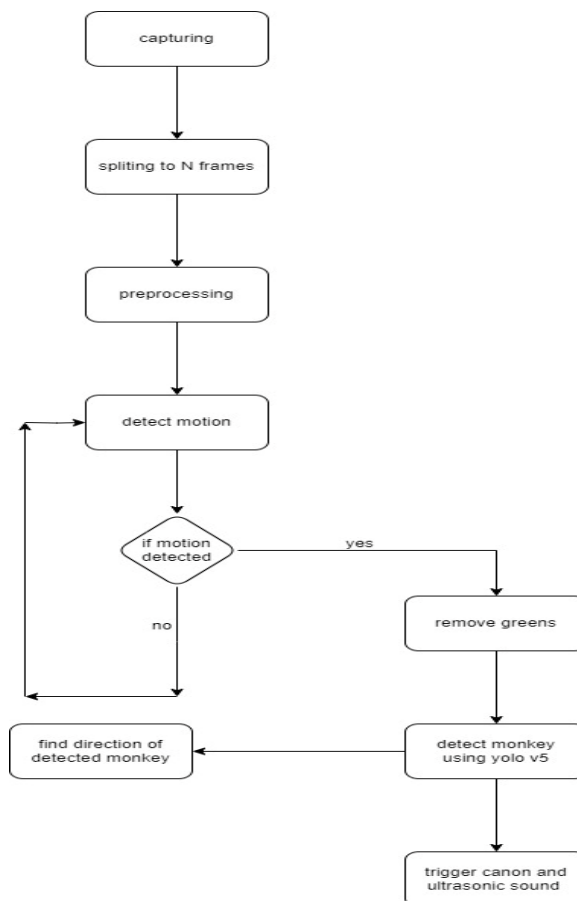 capturing
spliting to N frames
preprocessing
detect motion
if motion
detected
yes
no
remove greens
find direction of
detected monkey
detect monkey
using yolo v5
trigger canon and
ultrasonic sound